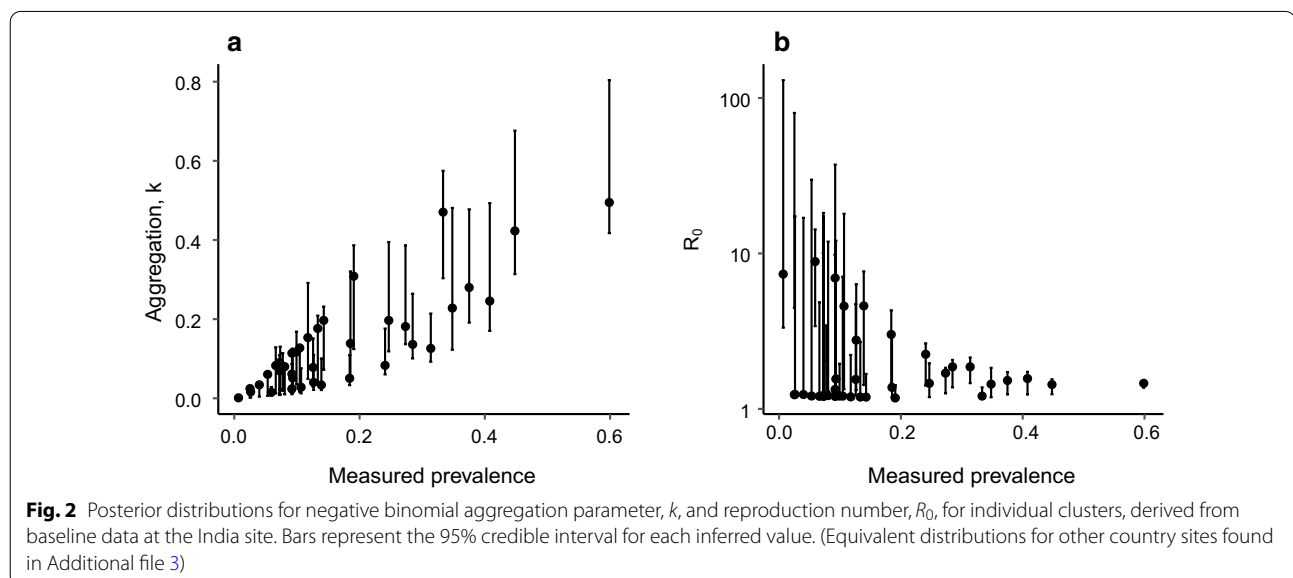 a
0.8
0.6
0.4
0.2
0.0
Aggregation, k
0.0 0.2 0.4 0.6
Measured prevalence
b
100
10
1
R0
0.0 0.2 0.4 0.6
Measured prevalence
Fig. 2 Posterior distributions for negative binomial aggregation parameter, k, and reproduction number, R0, for individual clusters, derived from
baseline data at the India site. Bars represent the 95% credible interval for each inferred value. (Equivalent distributions for other country sites found
in Additional file 3)